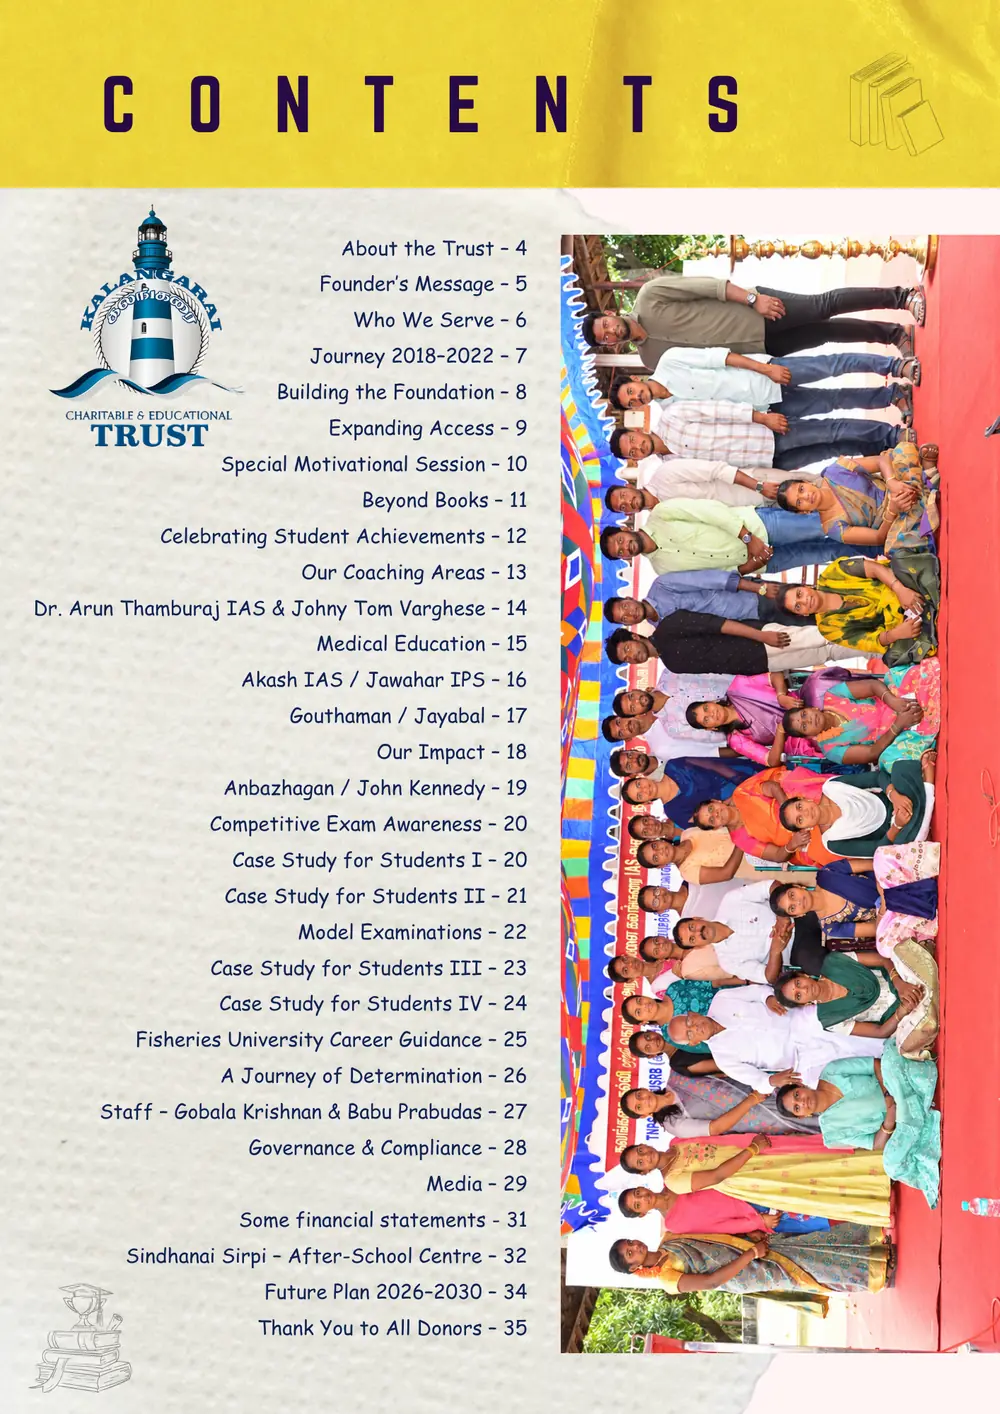 CONTENTS
KALANGARAI
கலங்கரை
CHARITABLE & EDUCATIONAL
TRUST
About the Trust – 4
Founder’s Message – 5
Who We Serve – 6
Journey 2018–2022 – 7
Building the Foundation – 8
Expanding Access – 9
Special Motivational Session – 10
Beyond Books – 11
Celebrating Student Achievements – 12
Our Coaching Areas – 13
Dr. Arun Thamburaj IAS & Johny Tom Varghese – 14
Medical Education – 15
Akash IAS / Jawahar IPS – 16
Gouthaman / Jayabal – 17
Our Impact – 18
Anbazhagan / John Kennedy – 19
Competitive Exam Awareness – 20
Case Study for Students I – 20
Case Study for Students II – 21
Model Examinations – 22
Case Study for Students III – 23
Case Study for Students IV – 24
Fisheries University Career Guidance – 25
A Journey of Determination – 26
Staff – Gobala Krishnan & Babu Prabudas – 27
Governance & Compliance – 28
Media – 29
Some financial statements - 31
Sindhanai Sirpi – After-School Centre – 32
Future Plan 2026–2030 – 34
Thank You to All Donors – 35